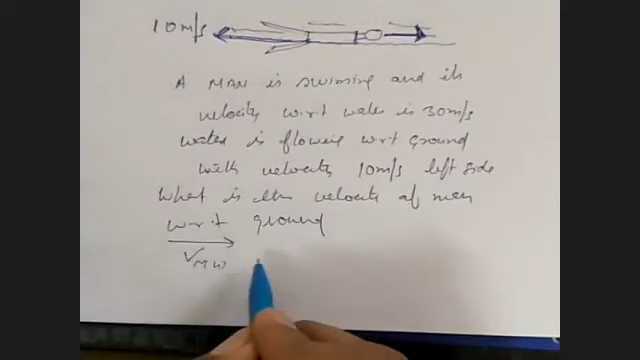 10m/s
A MAN is swimming and its
velocity w.r.t water is 30m/s
water is flowing w.r.t ground
with velocity 10m/s left side
What is the velocity of man
w.r.t ground
V MW